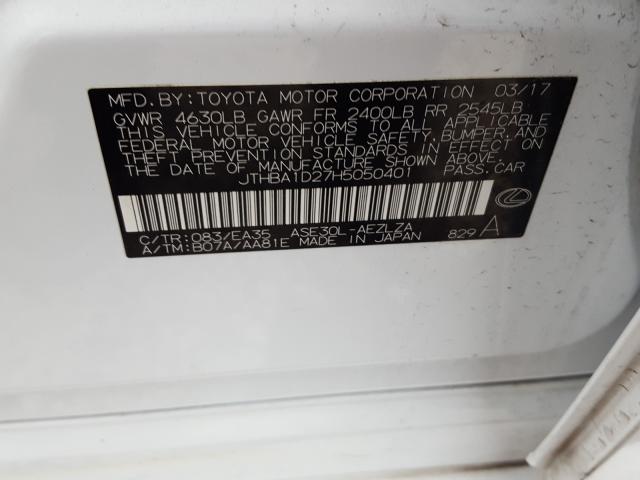 MFD.BY:TOYOTA MOTOR CORPORATION 03/17
GVWR 4630LB GAWR FR 2400LB RR 2545LB
THIS VEHICLE CONFORMS TO ALL APPLICABLE
FEDERAL MOTOR VEHICLE SAFETY, BUMPER, AND
THEFT PREVENTION STANDARDS IN EFFECT ON
THE DATE OF MANUFACTURE SHOWN ABOVE.
JTHBA1D27H5050401 PASS.CAR
C/TR:083/EA35 ASE30L-AEZLZA
A/TM:B07A/AA81E MADE IN JAPAN 829 A